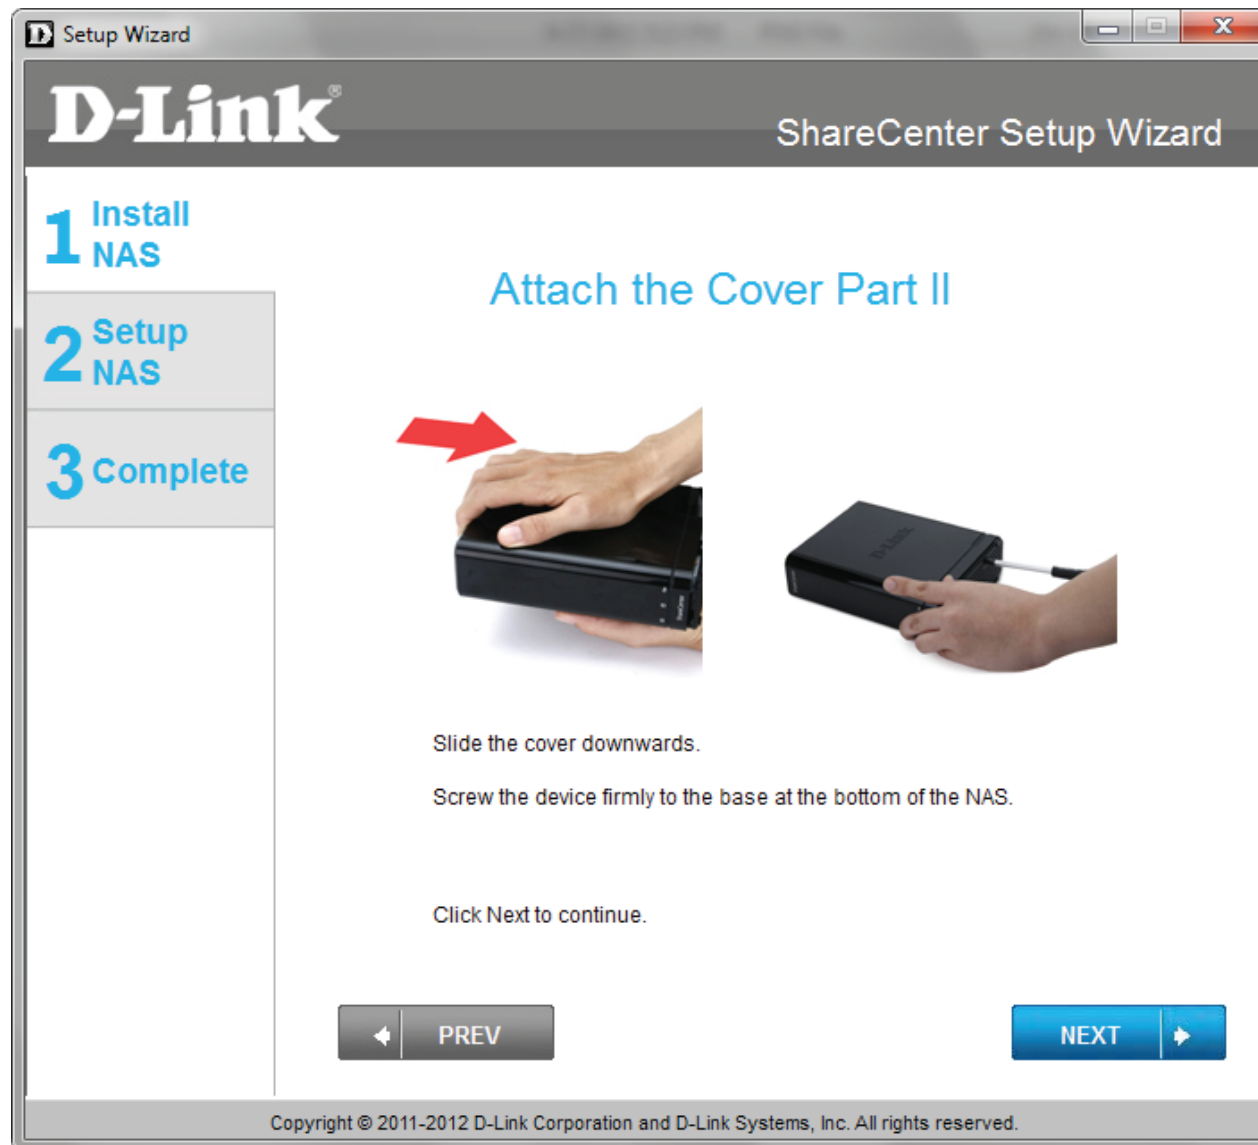 Setup Wizard
D-Link®
ShareCenter Setup Wizard
1 Install
NAS
2 Setup
NAS
3 Complete
Attach the Cover Part II
D-Link
Slide the cover downwards.
Screw the device firmly to the base at the bottom of the NAS.
Click Next to continue.
PREV
NEXT
Copyright © 2011-2012 D-Link Corporation and D-Link Systems, Inc. All rights reserved.